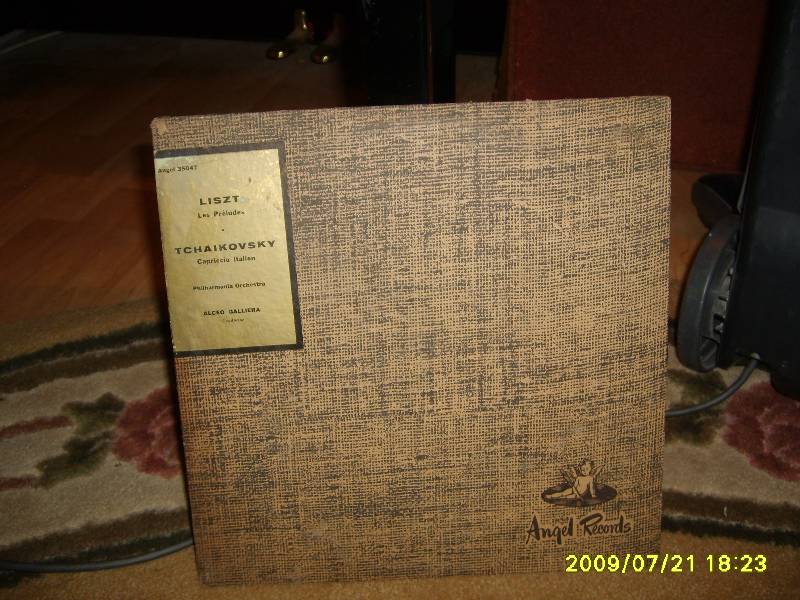 Angel 35047
LISZT
Les Préludes
TCHAIKOVSKY
Capriccio Italien
Philharmonia Orchestra
ALCEO GALLIERA
Conductor
Angel Records
2009/07/21 18:23